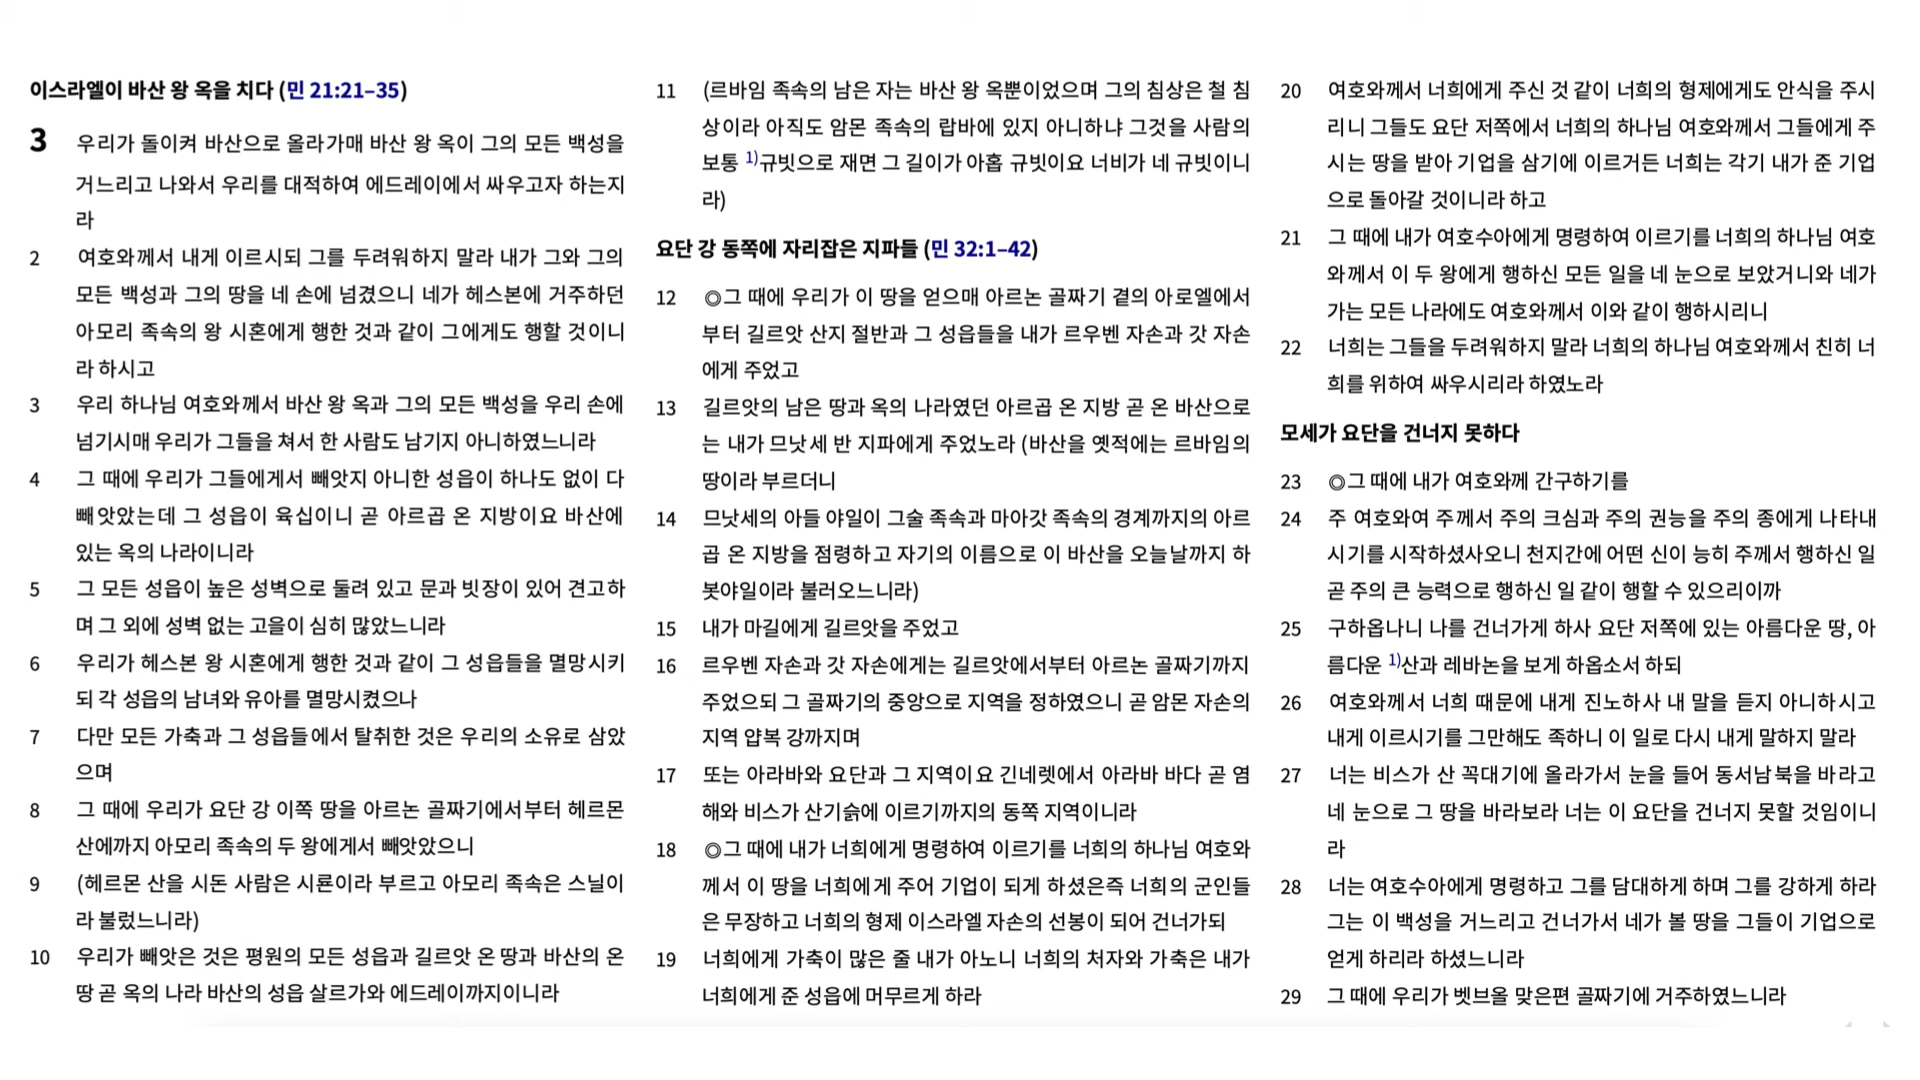 이스라엘이 바산 왕 옥을 치다 (민 21:21–35)
3 우리가 돌이켜 바산으로 올라가매 바산 왕 옥이 그의 모든 백성을
거느리고 나와서 우리를 대적하여 에드레이에서 싸우고자 하는지
라
2 여호와께서 내게 이르시되 그를 두려워하지 말라 내가 그와 그의
모든 백성과 그의 땅을 네 손에 넘겼으니 네가 헤스본에 거주하던
아모리 족속의 왕 시혼에게 행한 것과 같이 그에게도 행할 것이니
라 하시고
3 우리 하나님 여호와께서 바산 왕 옥과 그의 모든 백성을 우리 손에
넘기시매 우리가 그들을 쳐서 한 사람도 남기지 아니하였느니라
4 그 때에 우리가 그들에게서 빼앗지 아니한 성읍이 하나도 없이 다
빼앗았는데 그 성읍이 육십이니 곧 아르곱 온 지방이요 바산에
있는 옥의 나라이니라
5 그 모든 성읍이 높은 성벽으로 둘려 있고 문과 빗장이 있어 견고하
며 그 외에 성벽 없는 고을이 심히 많았느니라
6 우리가 헤스본 왕 시혼에게 행한 것과 같이 그 성읍들을 멸망시키
되 각 성읍의 남녀와 유아를 멸망시켰으나
7 다만 모든 가축과 그 성읍들에서 탈취한 것은 우리의 소유로 삼았
으며
8 그 때에 우리가 요단 강 이쪽 땅을 아르논 골짜기에서부터 헤르몬
산에까지 아모리 족속의 두 왕에게서 빼앗았으니
9 (헤르몬 산을 시돈 사람은 시룐이라 부르고 아모리 족속은 스닐이
라 불렀느니라)
10 우리가 빼앗은 것은 평원의 모든 성읍과 길르앗 온 땅과 바산의 온
땅 곧 옥의 나라 바산의 성읍 살르가와 에드레이까지이니라
11 (르바임 족속의 남은 자는 바산 왕 옥뿐이었으며 그의 침상은 철 침
상이라 아직도 암몬 족속의 랍바에 있지 아니하냐 그것을 사람의
보통 1)규빗으로 재면 그 길이가 아홉 규빗이요 너비가 네 규빗이니
라)
요단 강 동쪽에 자리잡은 지파들 (민 32:1–42)
12 ◎그 때에 우리가 이 땅을 얻으매 아르논 골짜기 곁의 아로엘에서
부터 길르앗 산지 절반과 그 성읍들을 내가 르우벤 자손과 갓 자손
에게 주었고
13 길르앗의 남은 땅과 옥의 나라였던 아르곱 온 지방 곧 온 바산으로
는 내가 므낫세 반 지파에게 주었노라 (바산을 옛적에는 르바임의
땅이라 부르더니
14 므낫세의 아들 야일이 그술 족속과 마아갓 족속의 경계까지의 아르
곱 온 지방을 점령하고 자기의 이름으로 이 바산을 오늘날까지 하
봇야일이라 불러오느니라)
15 내가 마길에게 길르앗을 주었고
16 르우벤 자손과 갓 자손에게는 길르앗에서부터 아르논 골짜기까지
주었으되 그 골짜기의 중앙으로 지역을 정하였으니 곧 암몬 자손의
지역 얍복 강까지며
17 또는 아라바와 요단과 그 지역이요 긴네렛에서 아라바 바다 곧 염
해와 비스가 산기슭에 이르기까지의 동쪽 지역이니라
18 ◎그 때에 내가 너희에게 명령하여 이르기를 너희의 하나님 여호와
께서 이 땅을 너희에게 주어 기업이 되게 하셨은즉 너희의 군인들
은 무장하고 너희의 형제 이스라엘 자손의 선봉이 되어 건너가되
19 너희에게 가축이 많은 줄 내가 아노니 너희의 처자와 가축은 내가
너희에게 준 성읍에 머무르게 하라
20 여호와께서 너희에게 주신 것 같이 너희의 형제에게도 안식을 주시
리니 그들도 요단 저쪽에서 너희의 하나님 여호와께서 그들에게 주
시는 땅을 받아 기업을 삼기에 이르거든 너희는 각기 내가 준 기업
으로 돌아갈 것이니라 하고
21 그 때에 내가 여호수아에게 명령하여 이르기를 너희의 하나님 여호
와께서 이 두 왕에게 행하신 모든 일을 네 눈으로 보았거니와 네가
가는 모든 나라에도 여호와께서 이와 같이 행하시리니
22 너희는 그들을 두려워하지 말라 너희의 하나님 여호와께서 친히 너
희를 위하여 싸우시리라 하였노라
모세가 요단을 건너지 못하다
23 ◎그 때에 내가 여호와께 간구하기를
24 주 여호와여 주께서 주의 크심과 주의 권능을 주의 종에게 나타내
시기를 시작하셨사오니 천지간에 어떤 신이 능히 주께서 행하신 일
곧 주의 큰 능력으로 행하신 일 같이 행할 수 있으리이까
25 구하옵나니 나를 건너가게 하사 요단 저쪽에 있는 아름다운 땅, 아
름다운 1)산과 레바논을 보게 하옵소서 하되
26 여호와께서 너희 때문에 내게 진노하사 내 말을 듣지 아니하시고
내게 이르시기를 그만해도 족하니 이 일로 다시 내게 말하지 말라
27 너는 비스가 산 꼭대기에 올라가서 눈을 들어 동서남북을 바라고
네 눈으로 그 땅을 바라보라 너는 이 요단을 건너지 못할 것임이니
라
28 너는 여호수아에게 명령하고 그를 담대하게 하며 그를 강하게 하라
그는 이 백성을 거느리고 건너가서 네가 볼 땅을 그들이 기업으로
얻게 하리라 하셨느니라
29 그 때에 우리가 벳브올 맞은편 골짜기에 거주하였느니라